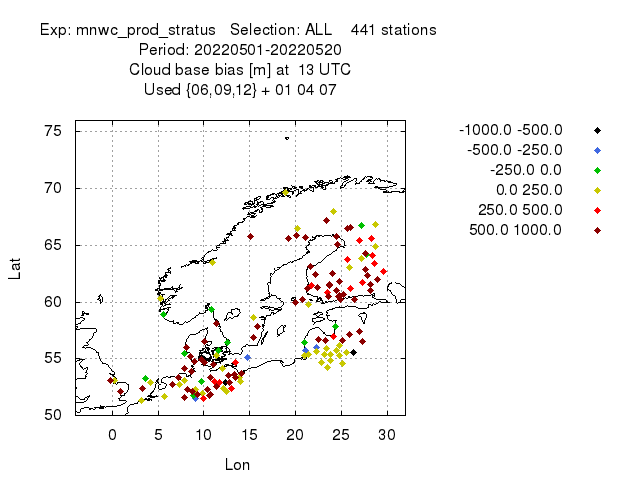 Exp: mnwc_prod_stratus   Selection: ALL    441 stations
Period: 20220501-20220520
Cloud base bias [m] at  13 UTC
Used {06,09,12} + 01 04 07
-1000.0 -500.0
-500.0 -250.0
-250.0 0.0
0.0 250.0
250.0 500.0
500.0 1000.0
75
70
65
60
55
50
Lat
0 5 10 15 20 25 30
Lon